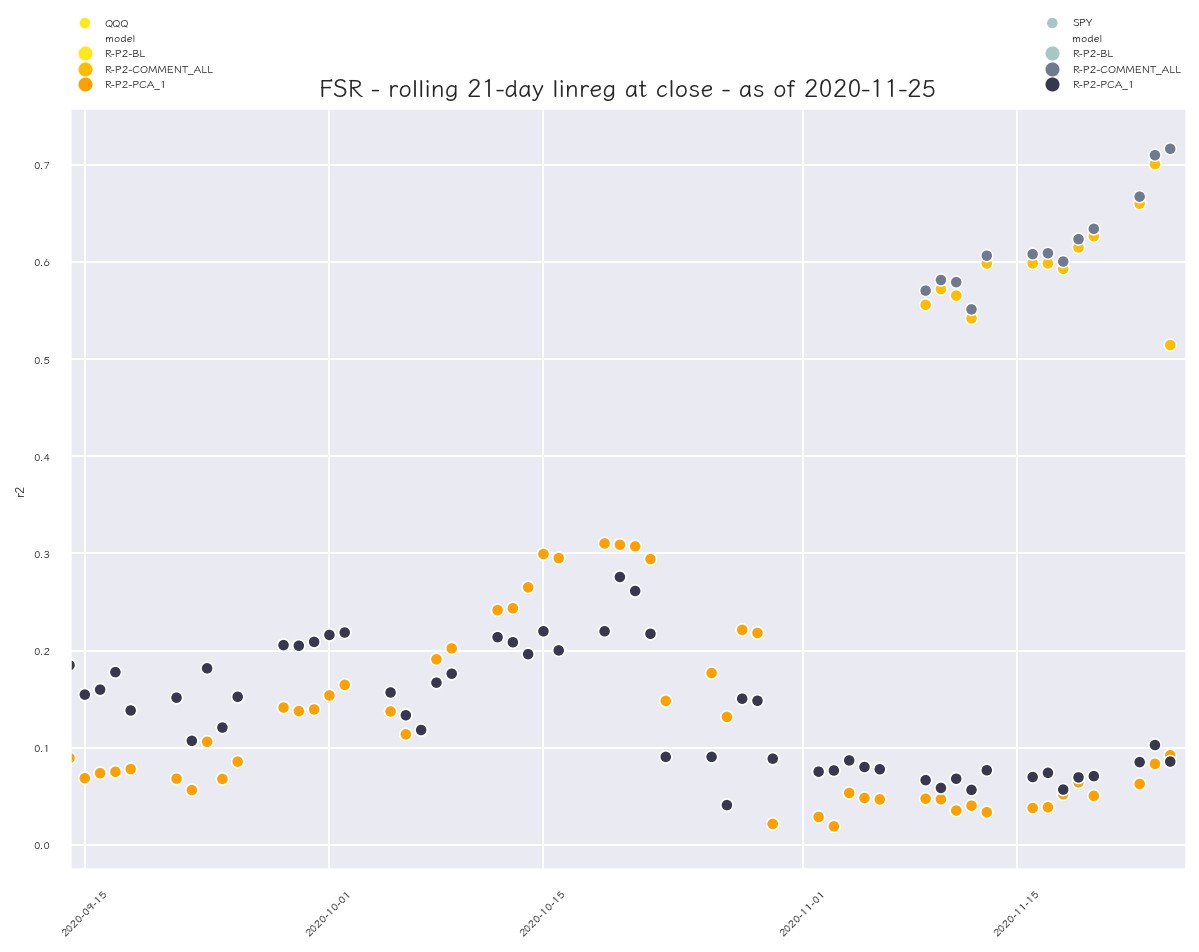 QQQ
model
R-P2-BL
R-P2-COMMENT_ALL
R-P2-PCA_1
SPY
model
R-P2-BL
R-P2-COMMENT_ALL
R-P2-PCA_1
FSR - rolling 21-day linreg at close - as of 2020-11-25
r2
0.7
0.6
0.5
0.4
0.3
0.2
0.1
0.0
2020-09-15
2020-10-01
2020-10-15
2020-11-01
2020-11-15